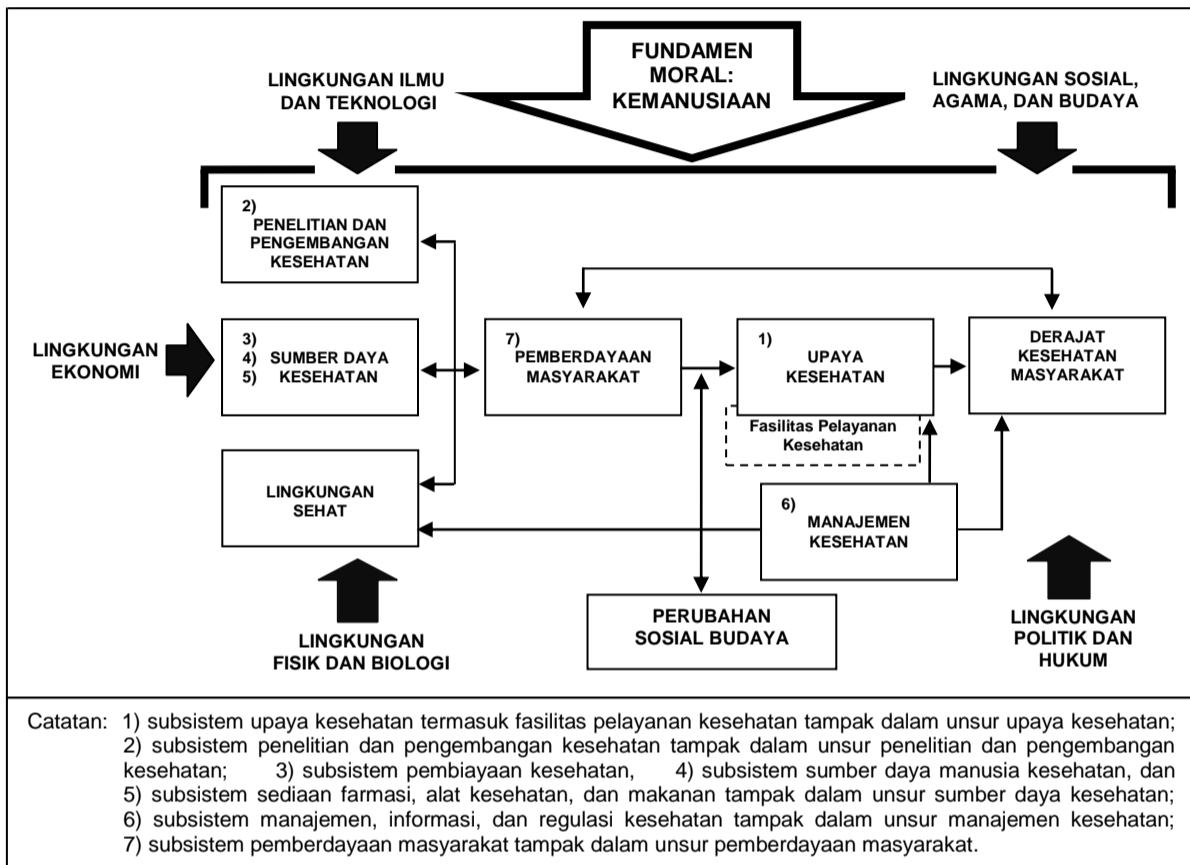 FUNDAMEN
MORAL:
KEMANUSIAAN
LINGKUNGAN ILMU
DAN TEKNOLOGI
LINGKUNGAN SOSIAL,
AGAMA, DAN BUDAYA
2)
PENELITIAN DAN
PENGEMBANGAN
KESEHATAN
LINGKUNGAN
EKONOMI
3)
4) SUMBER DAYA
5) KESEHATAN
7)
PEMBERDAYAAN
MASYARAKAT
1)
UPAYA
KESEHATAN
Fasilitas Pelayanan
Kesehatan
DERAJAT
KESEHATAN
MASYARAKAT
LINGKUNGAN
SEHAT
6)
MANAJEMEN
KESEHATAN
PERUBAHAN
SOSIAL BUDAYA
LINGKUNGAN
FISIK DAN BIOLOGI
LINGKUNGAN
POLITIK DAN
HUKUM
Catatan: 1) subsistem upaya kesehatan termasuk fasilitas pelayanan kesehatan tampak dalam unsur upaya kesehatan;
2) subsistem penelitian dan pengembangan kesehatan tampak dalam unsur penelitian dan pengembangan
kesehatan; 3) subsistem pembiayaan kesehatan, 4) subsistem sumber daya manusia kesehatan, dan
5) subsistem sediaan farmasi, alat kesehatan, dan makanan tampak dalam unsur sumber daya kesehatan;
6) subsistem manajemen, informasi, dan regulasi kesehatan tampak dalam unsur manajemen kesehatan;
7) subsistem pemberdayaan masyarakat tampak dalam unsur pemberdayaan masyarakat.